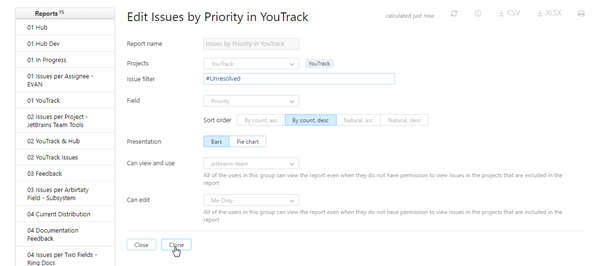 Reports 75
01 Hub
01 Hub Dev
01 In Progress
01 Issues per Assignee -
EVAN
01 YouTrack
02 Issues per Project -
JetBrains Team Tools
02 YouTrack & Hub
02 YouTrack Issues
03 Feedback
03 Issues per Arbirtaty
Field - Subsystem
04 Current Distribution
04 Documentation
Feedback
04 Issues per Two Fields -
Ring Docs
Edit Issues by Priority in YouTrack
calculated just now
CSV
XLSX
Report name
Issues by Priority in YouTrack
Projects
YouTrack
YouTrack
Issue filter
#Unresolved
Field
Priority
Sort order
By count, asc
By count, desc
Natural, asc
Natural, desc
Presentation
Bars
Pie chart
Can view and use
jetbrains-team
All of the users in this group can view the report even when they do not have permission to view issues in the projects that are included in the
report
Can edit
Me Only
All of the users in this group can view the report even when they do not have permission to view issues in the projects that are included in the
report
Close
Clone